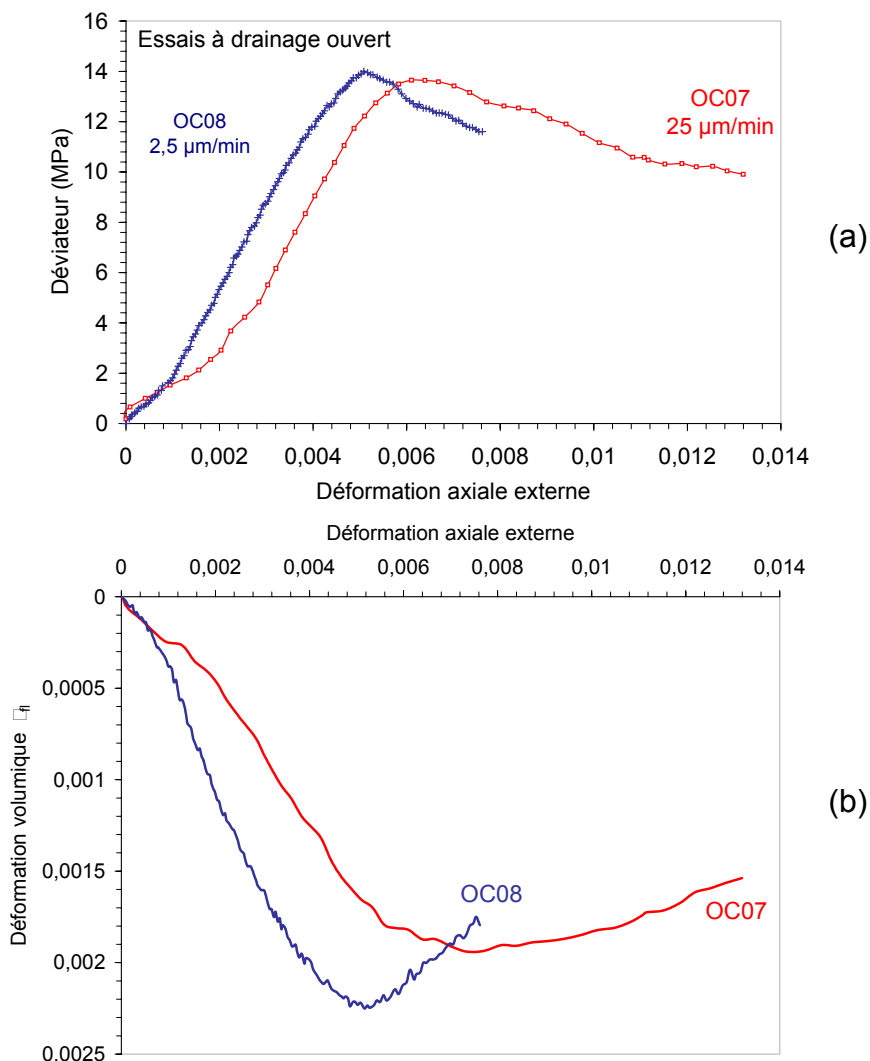 16
14
12
10
8
6
4
2
0
Déviateur (MPa)
Essais à drainage ouvert
OC08
2,5 µm/min
OC07
25 µm/min
(a)
0 0,002 0,004 0,006 0,008 0,01 0,012 0,014
Déformation axiale externe
Déformation axiale externe
0 0,002 0,004 0,006 0,008 0,01 0,012 0,014
0
0,0005
0,001
0,0015
0,002
0,0025
Déformation volumique □fl
OC08
OC07
(b)